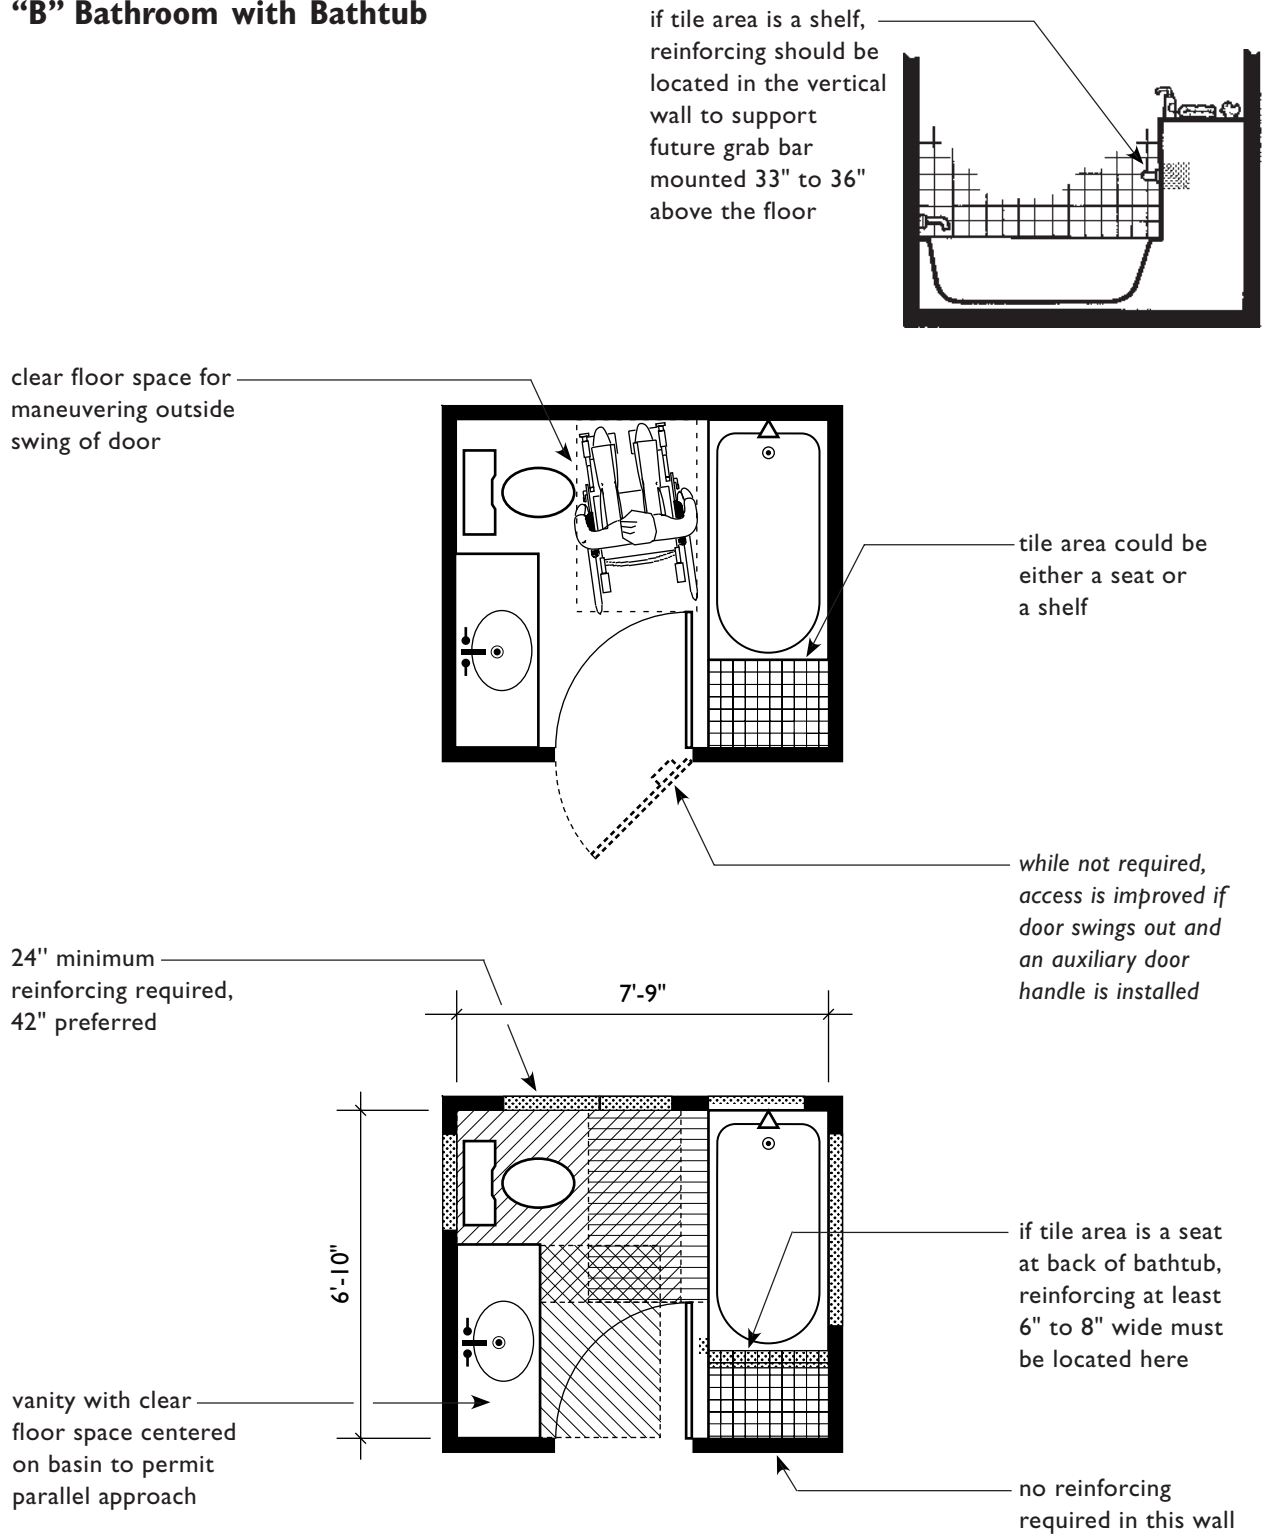 “B” Bathroom with Bathtub
if tile area is a shelf,
reinforcing should be
located in the vertical
wall to support
future grab bar
mounted 33" to 36"
above the floor
clear floor space for
maneuvering outside
swing of door
tile area could be
either a seat or
a shelf
while not required,
access is improved if
door swings out and
an auxiliary door
handle is installed
24" minimum
reinforcing required,
42" preferred
7'-9"
6'-10"
if tile area is a seat
at back of bathtub,
reinforcing at least
6" to 8" wide must
be located here
vanity with clear
floor space centered
on basin to permit
parallel approach
no reinforcing
required in this wall